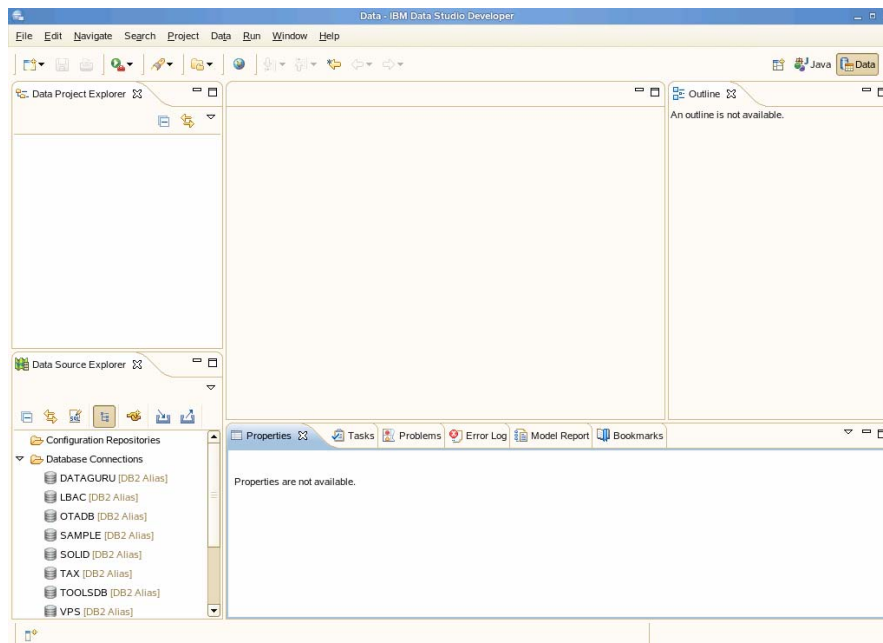 Data - IBM Data Studio Developer
File Edit Navigate Search Project Data Run Window Help
Java Data
Data Project Explorer
Outline
An outline is not available.
Data Source Explorer
Configuration Repositories
Database Connections
DATAGURU [DB2 Alias]
LBAC [DB2 Alias]
OTADB [DB2 Alias]
SAMPLE [DB2 Alias]
SOLID [DB2 Alias]
TAX [DB2 Alias]
TOOLSDB [DB2 Alias]
VPS [DB2 Alias]
Properties Tasks Problems Error Log Model Report Bookmarks
Properties are not available.